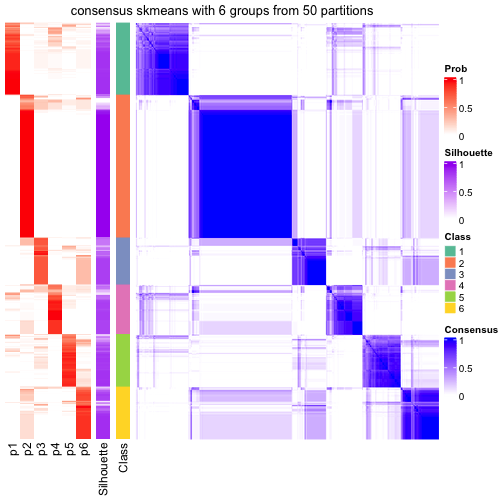 consensus skmeans with 6 groups from 50 partitions
Prob
1
0.5
0
Silhouette
1
0.5
0
Class
1
2
3
4
5
6
Consensus
1
0.5
0
p1
p2
p3
p4
p5
p6
Silhouette
Class